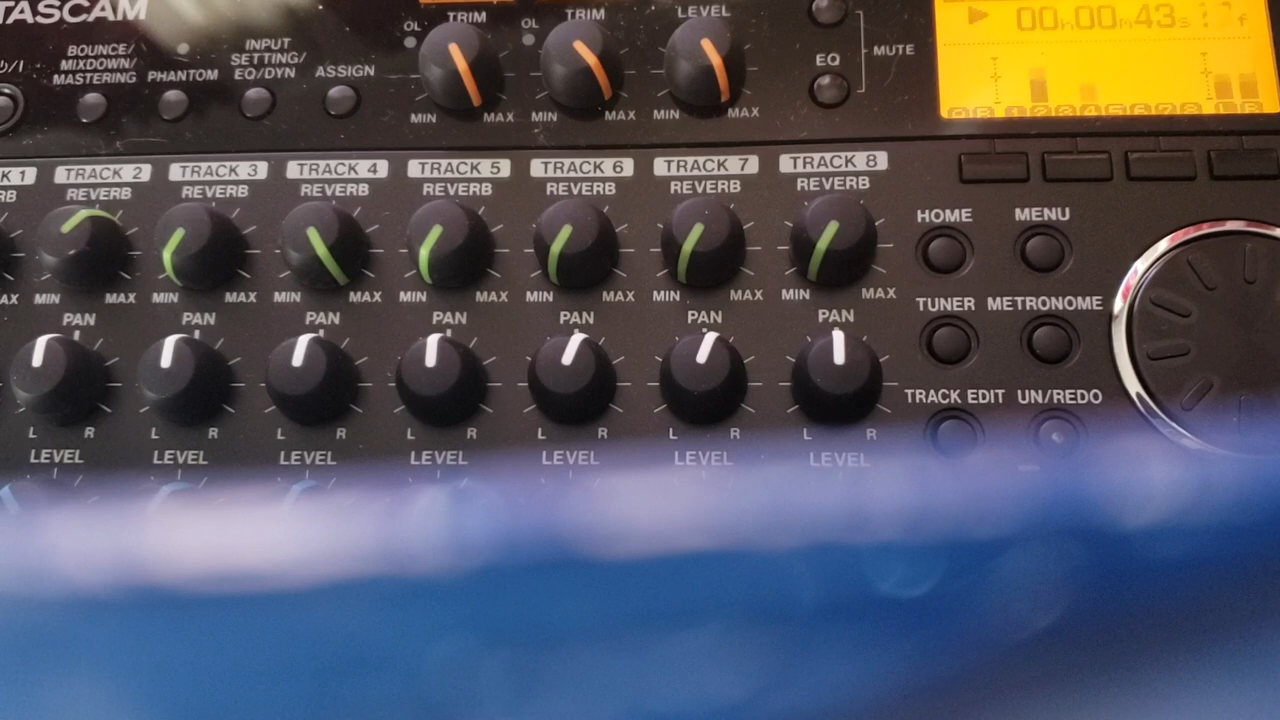 TASCAM
TRIM TRIM LEVEL
OL OL
BOUNCE/
MIXDOWN/
MASTERING
PHANTOM
INPUT
SETTING/
EQ/DYN
ASSIGN
MIN MAX MIN MAX MIN MAX
EQ
MUTE
00h00m43s
TRACK 2 TRACK 3 TRACK 4 TRACK 5 TRACK 6 TRACK 7 TRACK 8
REVERB REVERB REVERB REVERB REVERB REVERB REVERB
MIN MAX MIN MAX MIN MAX MIN MAX MIN MAX MIN MAX MIN MAX
PAN PAN PAN PAN PAN PAN PAN
L R L R L R L R L R L R L R
LEVEL LEVEL LEVEL LEVEL LEVEL LEVEL LEVEL
HOME MENU
TUNER METRONOME
TRACK EDIT UN/REDO